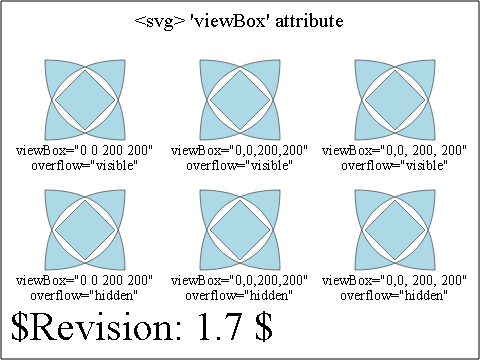 <svg> 'viewBox' attribute
viewBox="0 0 200 200" viewBox="0,0,200,200" viewBox="0,0, 200, 200"
overflow="visible" overflow="visible" overflow="visible"
viewBox="0 0 200 200" viewBox="0,0,200,200" viewBox="0,0, 200, 200"
overflow="hidden" overflow="hidden" overflow="hidden"
$Revision: 1.7 $